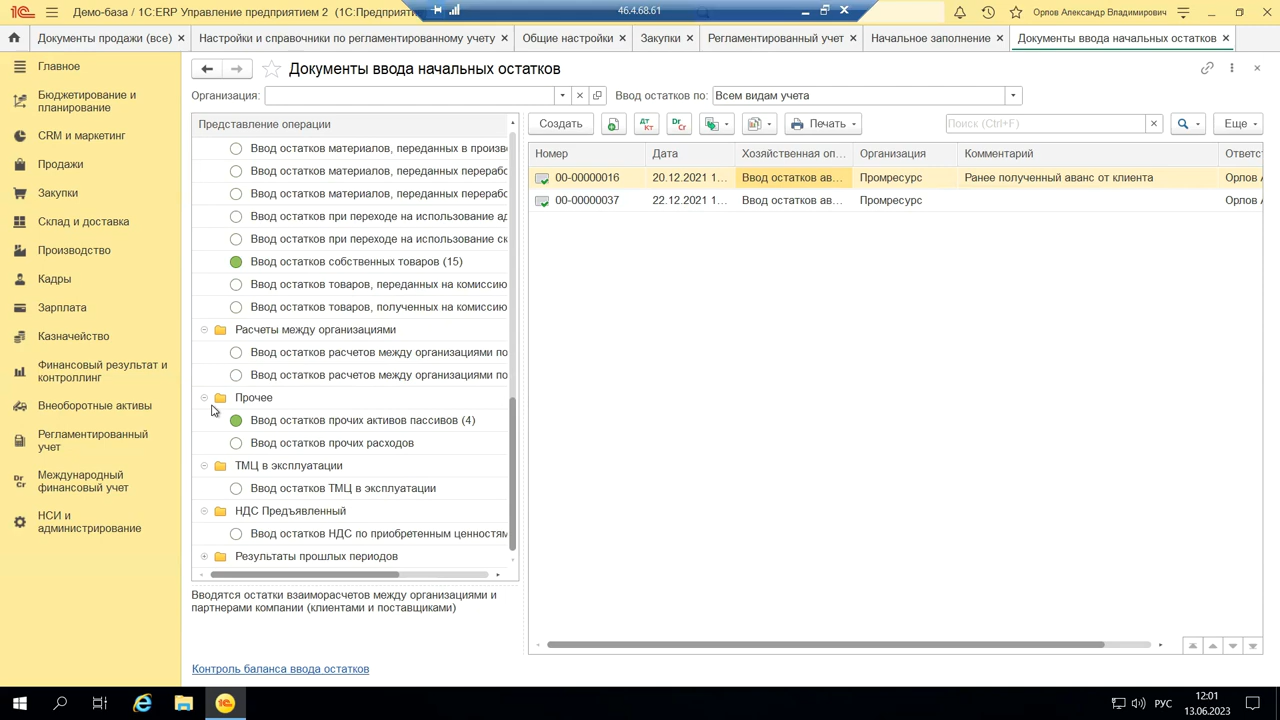 Демо-база / 1С:ERP Управление предприятием 2 (1С:Предприяти
46.4.68.61
Орлов Александр Владимирович
Документы продажи (все)
Настройки и справочники по регламентированному учету
Общие настройки
Закупки
Регламентированный учет
Начальное заполнение
Документы ввода начальных остатков
Главное
Бюджетирование и
планирование
CRM и маркетинг
Продажи
Закупки
Склад и доставка
Производство
Кадры
Зарплата
Казначейство
Финансовый результат и
контроллинг
Внеоборотные активы
Регламентированный
учет
Международный
финансовый учет
НСИ и
администрирование
Документы ввода начальных остатков
Организация:
Ввод остатков по:
Всем видам учета
Представление операции
Ввод остатков материалов, переданных в произв
Ввод остатков материалов, переданных перерабо
Ввод остатков материалов, переданных перерабо
Ввод остатков при переходе на использование ад
Ввод остатков при переходе на использование ск
Ввод остатков собственных товаров (15)
Ввод остатков товаров, переданных на комиссию
Ввод остатков товаров, полученных на комиссию
Расчеты между организациями
Ввод остатков расчетов между организациями по
Ввод остатков расчетов между организациями по
Прочее
Ввод остатков прочих активов пассивов (4)
Ввод остатков прочих расходов
ТМЦ в эксплуатации
Ввод остатков ТМЦ в эксплуатации
НДС Предъявленный
Ввод остатков НДС по приобретенным ценностям
Результаты прошлых периодов
Вводятся остатки взаиморасчетов между организациями и
партнерами компании (клиентами и поставщиками)
Контроль баланса ввода остатков
Создать
Дт
Кт
Dr
Cr
Печать
Поиск (Ctrl+F)
Еще
Номер Дата Хозяйственная оп... Организация Комментарий Ответст
00-00000016 20.12.2021 1... Ввод остатков ав... Промресурс Ранее полученный аванс от клиента Орлов А
00-00000037 22.12.2021 1... Ввод остатков ав... Промресурс Орлов А
РУС
12:01
13.06.2023